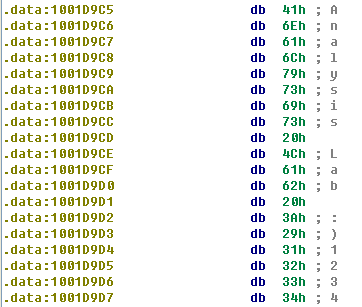 .data:1001D9C5 db 41h ; A
.data:1001D9C6 db 6Eh ; n
.data:1001D9C7 db 61h ; a
.data:1001D9C8 db 6Ch ; l
.data:1001D9C9 db 79h ; y
.data:1001D9CA db 73h ; s
.data:1001D9CB db 69h ; i
.data:1001D9CC db 73h ; s
.data:1001D9CD db 20h
.data:1001D9CE db 4Ch ; L
.data:1001D9CF db 61h ; a
.data:1001D9D0 db 62h ; b
.data:1001D9D1 db 20h
.data:1001D9D2 db 3Ah ; :
.data:1001D9D3 db 29h ; )
.data:1001D9D4 db 31h ; 1
.data:1001D9D5 db 32h ; 2
.data:1001D9D6 db 33h ; 3
.data:1001D9D7 db 34h ; 4